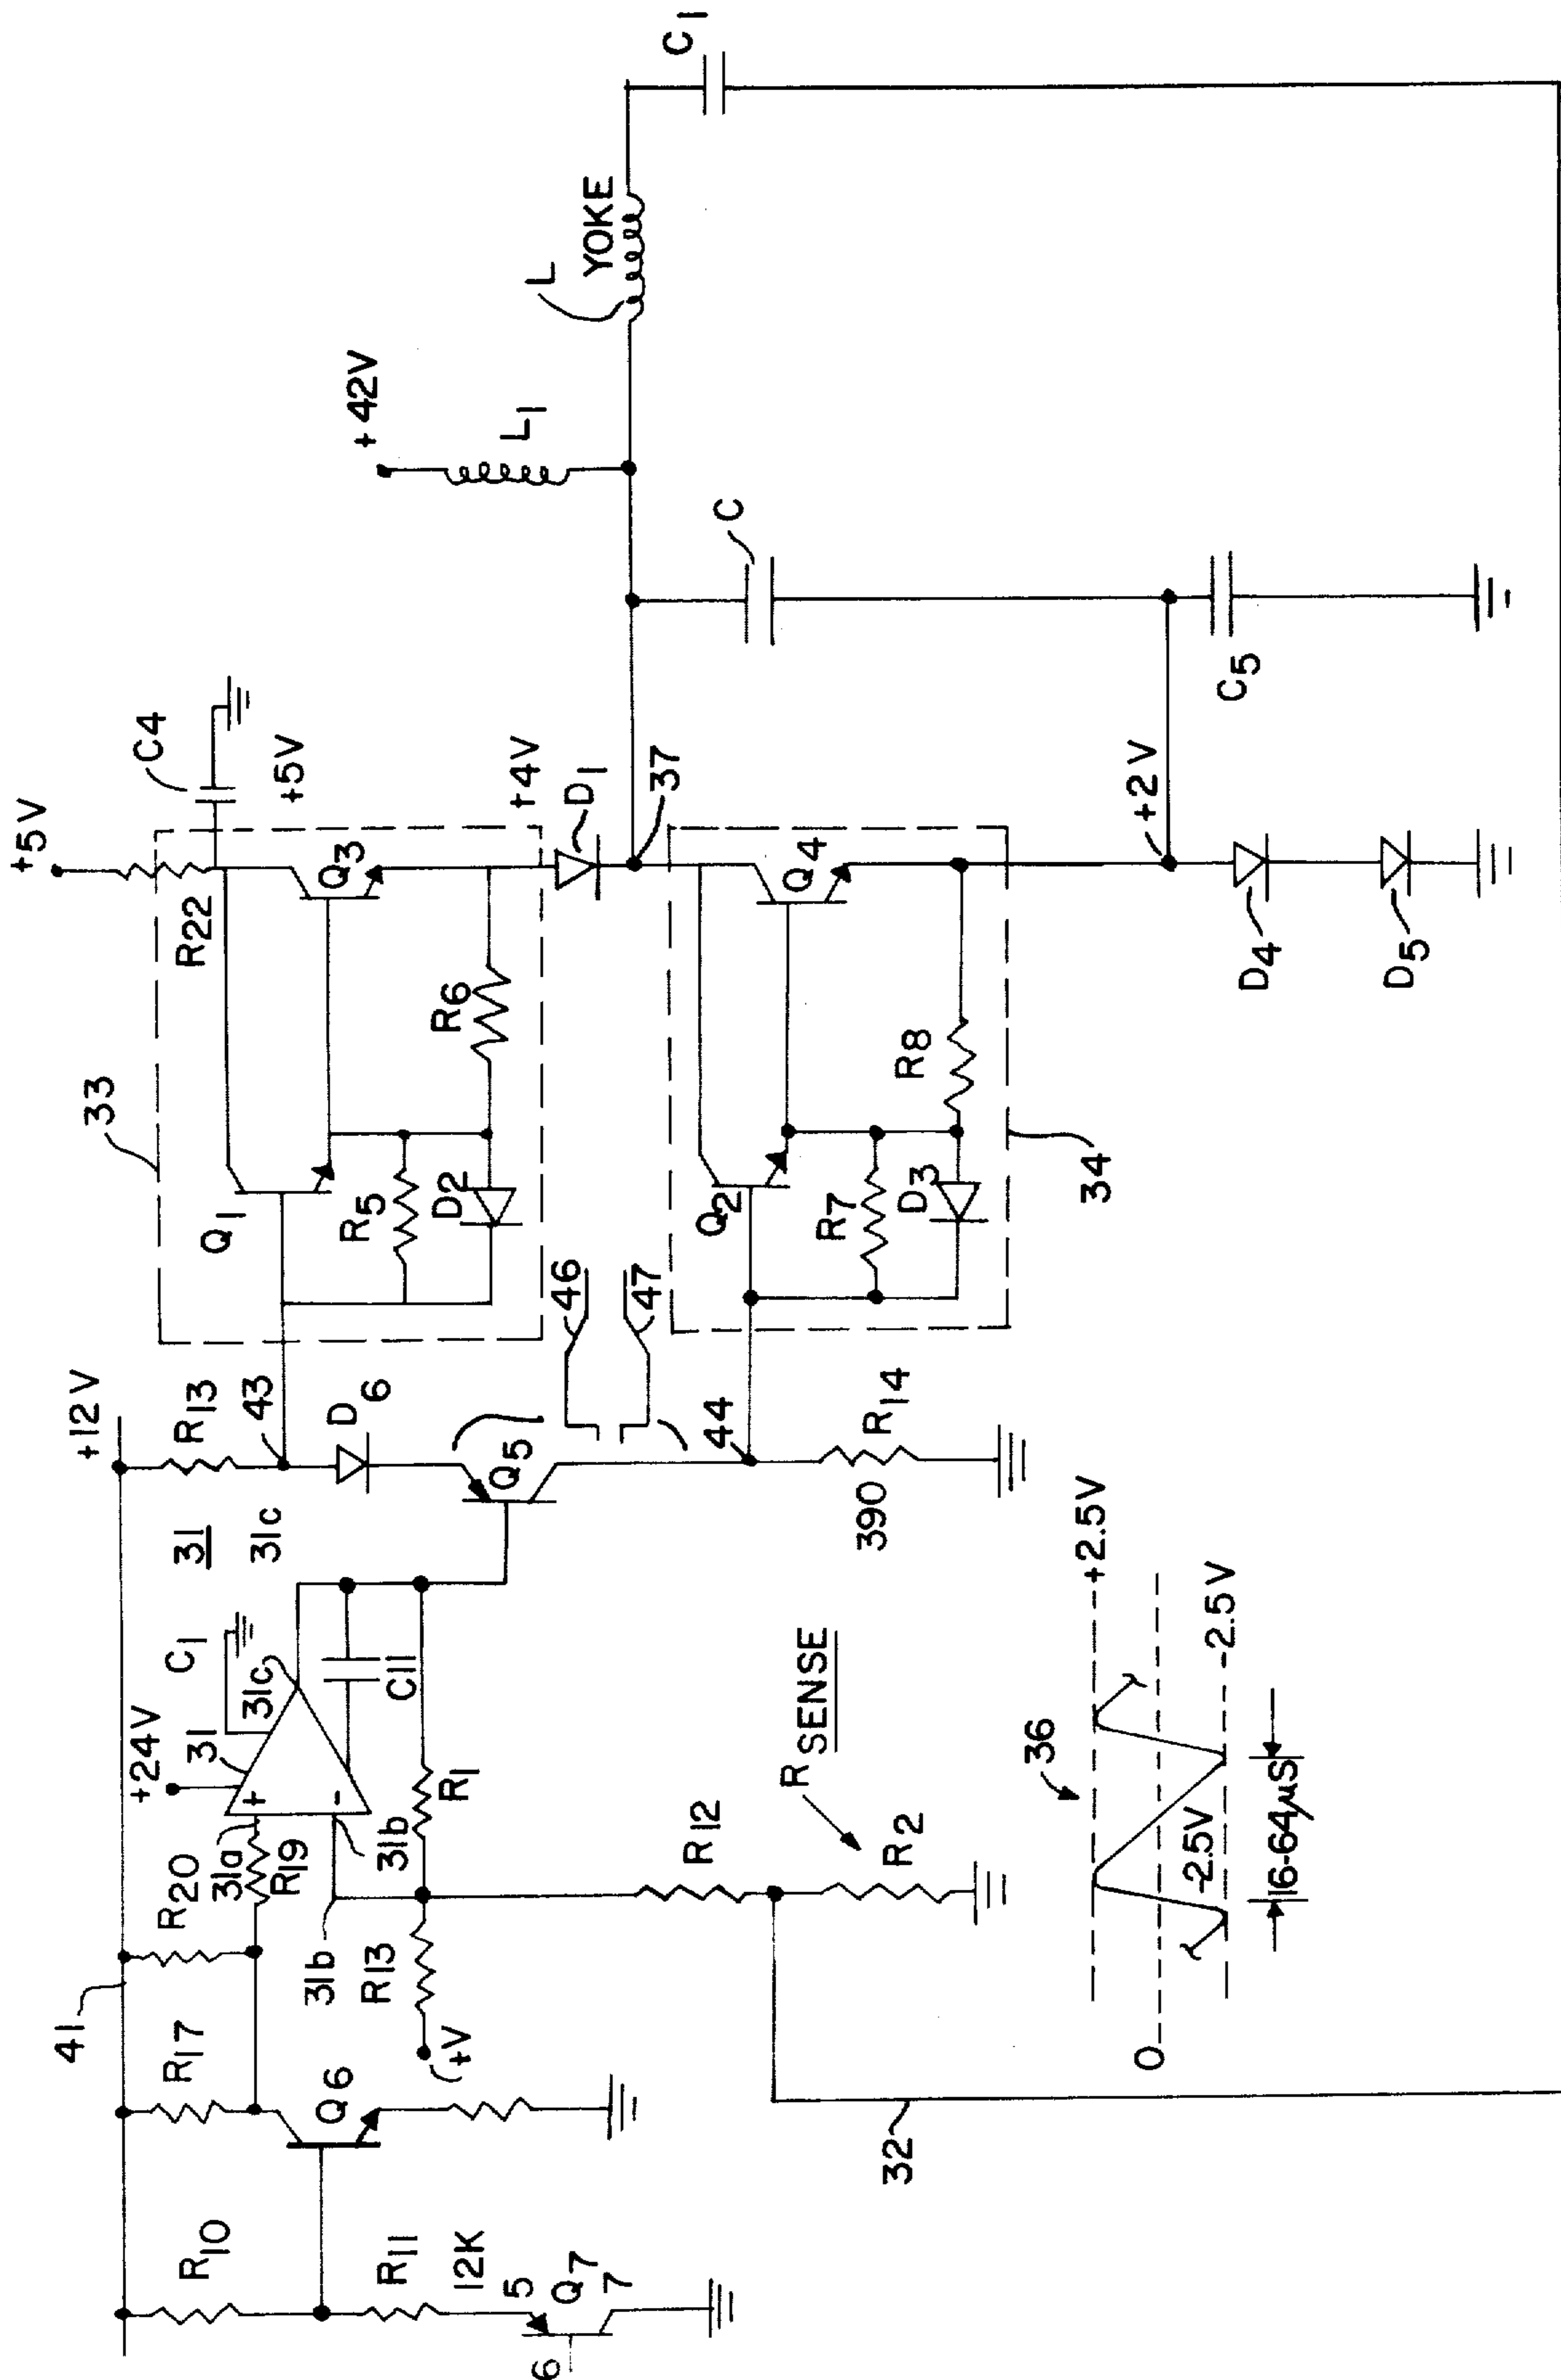 +5V
C4
+5V
R22
Q3
33
Q1
R5
D2
R6
+4V
D1
37
+42V
L1
L
YOKE
C1
C
+2V
C5
Q4
Q2
R7
D3
R8
34
D4
D5
+12V
R13
43
D6
31
31c
Q5
46
47
44
R14
390
+24V
C1
31
31c
+
-
31a
R19
R20
C11
R1
31b
31b
R13
(+V
41
R17
Q6
R10
R11
12K
5
Q7
7
6
R12
R2
R SENSE
32
36
+2.5V
0
-2.5V
-2.5V
16-64µS